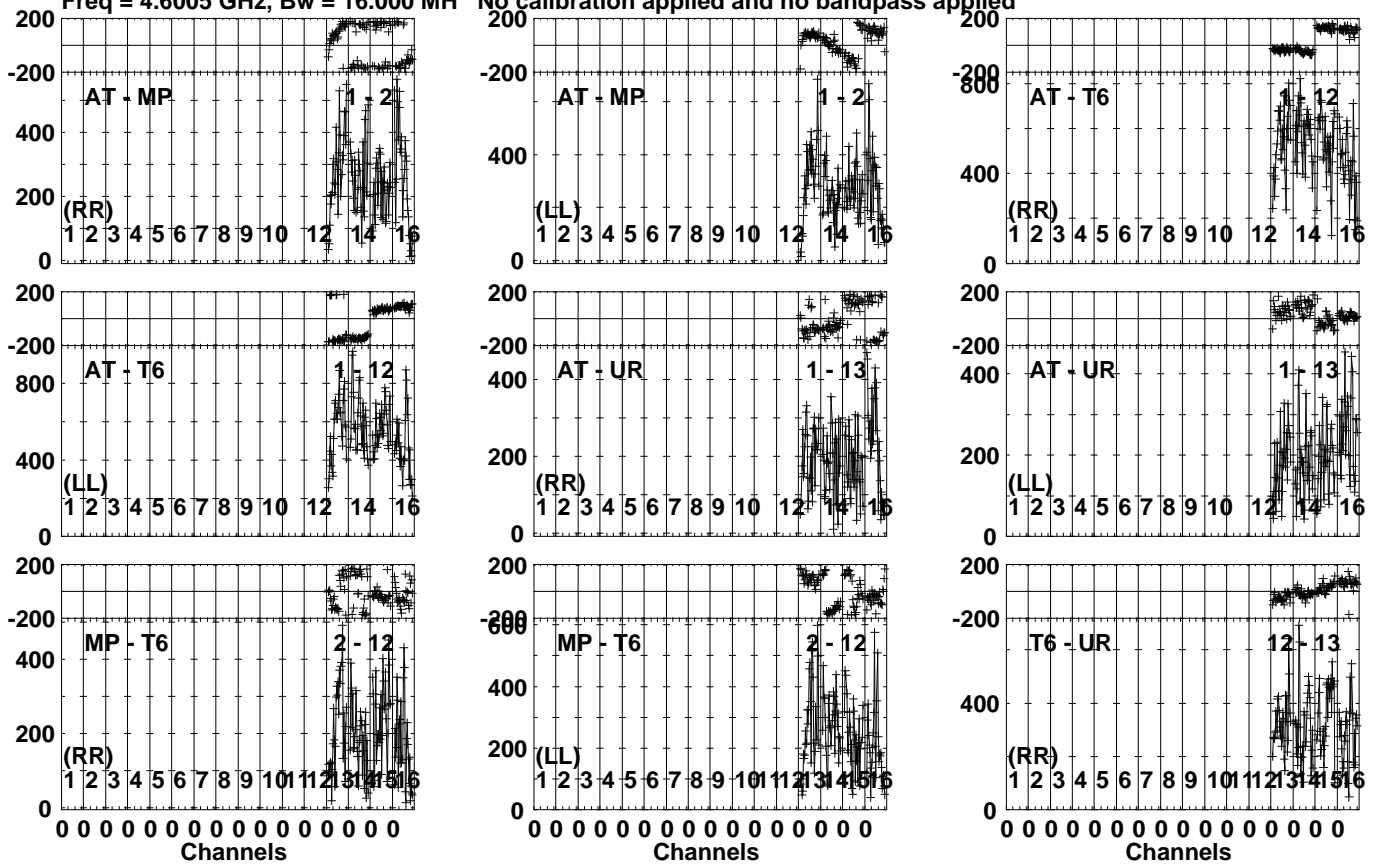 Freq = 4.6005 GHz, Bw = 16.000 MH No calibration applied and no bandpass applied
200
-200
AT - MP 1 - 2
400
200
(RR)
1 2 3 4 5 6 7 8 9 10 12 14 16
0
200
-200
AT - MP 1 - 2
400
(LL)
1 2 3 4 5 6 7 8 9 10 12 14 16
0
200
-200
800
AT - T6 1 - 12
400
(RR)
1 2 3 4 5 6 7 8 9 10 12 14 16
0
200
-200
AT - T6 1 - 12
800
400
(LL)
1 2 3 4 5 6 7 8 9 10 12 14 16
0
200
-200
AT - UR 1 - 13
400
200
(RR)
1 2 3 4 5 6 7 8 9 10 12 14 16
0
200
-200
AT - UR 1 - 13
400
200
(LL)
1 2 3 4 5 6 7 8 9 10 12 14 16
0
200
-200
MP - T6 2 - 12
400
200
(RR)
1 2 3 4 5 6 7 8 9 10 11 12 13 14 15 16
0
200
-200
600
MP - T6 2 - 12
400
200
(LL)
1 2 3 4 5 6 7 8 9 10 11 12 13 14 15 16
0
200
-200
T6 - UR 12 - 13
400
(RR)
1 2 3 4 5 6 7 8 9 10 11 12 13 14 15 16
0
0 0 0 0 0 0 0 0 0 0 0 0 0 0 0 0
0 0 0 0 0 0 0 0 0 0 0 0 0 0 0 0
0 0 0 0 0 0 0 0 0 0 0 0 0 0 0 0
Channels
Channels
Channels